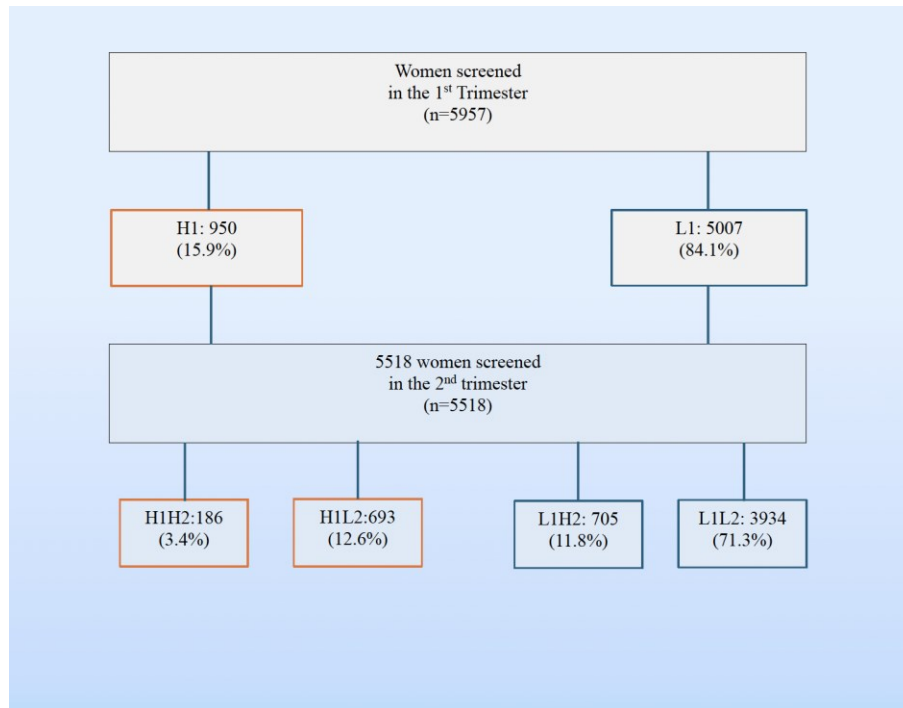 Women screened
in the 1st Trimester
(n=5957)
H1: 950
(15.9%)
L1: 5007
(84.1%)
5518 women screened
in the 2nd trimester
(n=5518)
H1H2:186
(3.4%)
H1L2:693
(12.6%)
L1H2: 705
(11.8%)
L1L2: 3934
(71.3%)